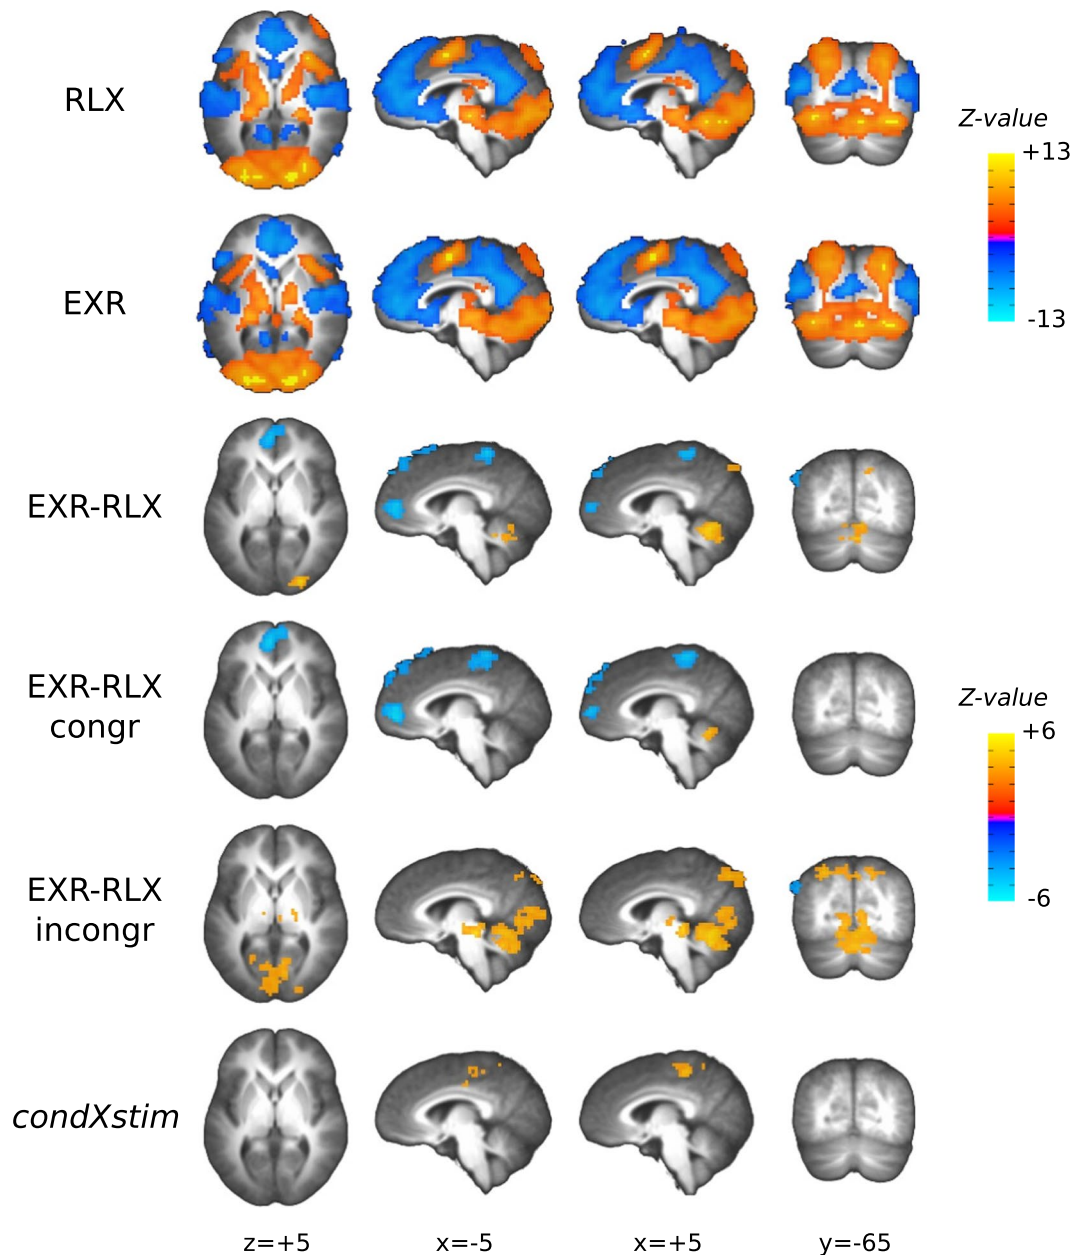 RLX
Z-value
+13
-13
EXR
EXR-RLX
EXR-RLX
congr
Z-value
+6
-6
EXR-RLX
incongr
condXstim
z=+5
x=-5
x=+5
y=-65